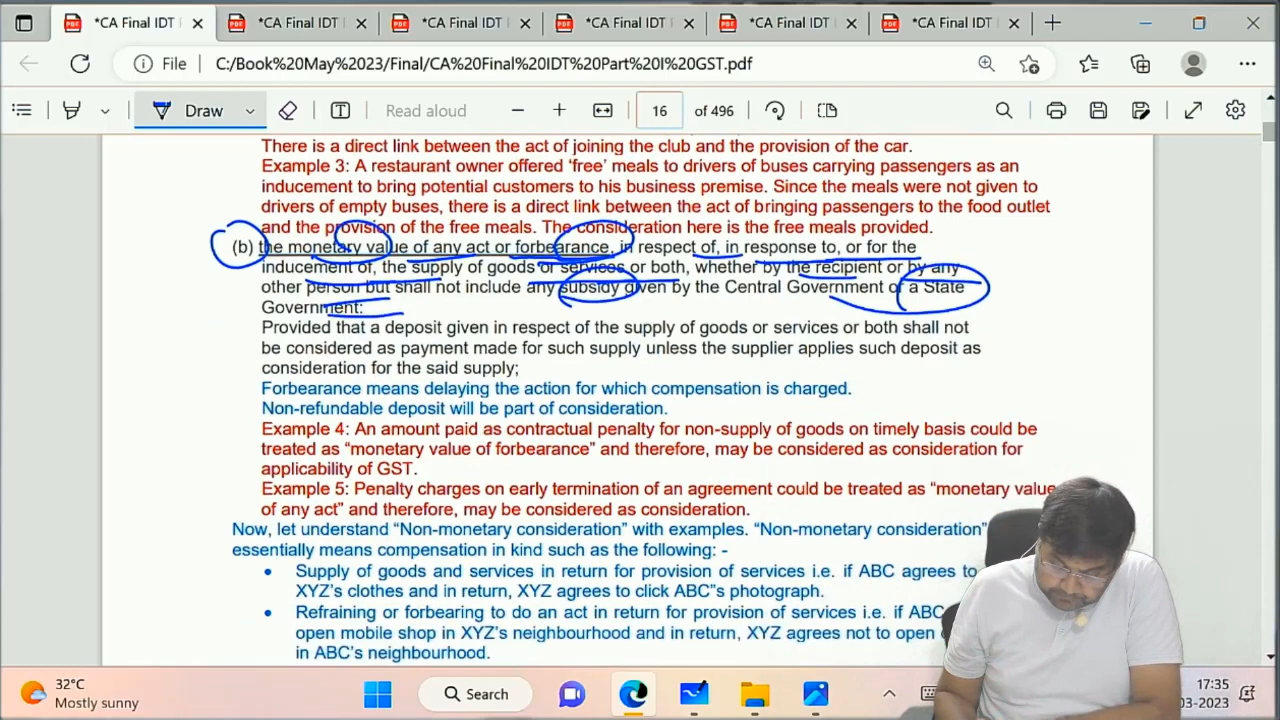 *CA Final IDT
*CA Final IDT
*CA Final IDT
*CA Final IDT
*CA Final IDT
*CA Final IDT
File C:/Book%20May%2023/Final/CA%20Final%20IDT%20Part%20I%20GST.pdf
Draw Read aloud 16 of 496
There is a direct link between the act of joining the club and the provision of the car.
Example 3: A restaurant owner offered ‘free’ meals to drivers of buses carrying passengers as an
inducement to bring potential customers to his business premise. Since the meals were not given to
drivers of empty buses, there is a direct link between the act of bringing passengers to the food outlet
and the provision of the free meals. The consideration here is the free meals provided.
(b) the monetary value of any act or forbearance, in respect of, in response to, or for the
inducement of, the supply of goods or services or both, whether by the recipient or by any
other person but shall not include any subsidy given by the Central Government or a State
Government:
Provided that a deposit given in respect of the supply of goods or services or both shall not
be considered as payment made for such supply unless the supplier applies such deposit as
consideration for the said supply;
Forbearance means delaying the action for which compensation is charged.
Non-refundable deposit will be part of consideration.
Example 4: An amount paid as contractual penalty for non-supply of goods on timely basis could be
treated as “monetary value of forbearance” and therefore, may be considered as consideration for
applicability of GST.
Example 5: Penalty charges on early termination of an agreement could be treated as “monetary value
of any act” and therefore, may be considered as consideration.
Now, let understand “Non-monetary consideration” with examples. “Non-monetary consideration”
essentially means compensation in kind such as the following: -
• Supply of goods and services in return for provision of services i.e. if ABC agrees to
XYZ’s clothes and in return, XYZ agrees to click ABC"s photograph.
• Refraining or forbearing to do an act in return for provision of services i.e. if ABC
open mobile shop in XYZ’s neighbourhood and in return, XYZ agrees not to open
in ABC’s neighbourhood.
32°C
Mostly sunny
Search
17:35
03-2023